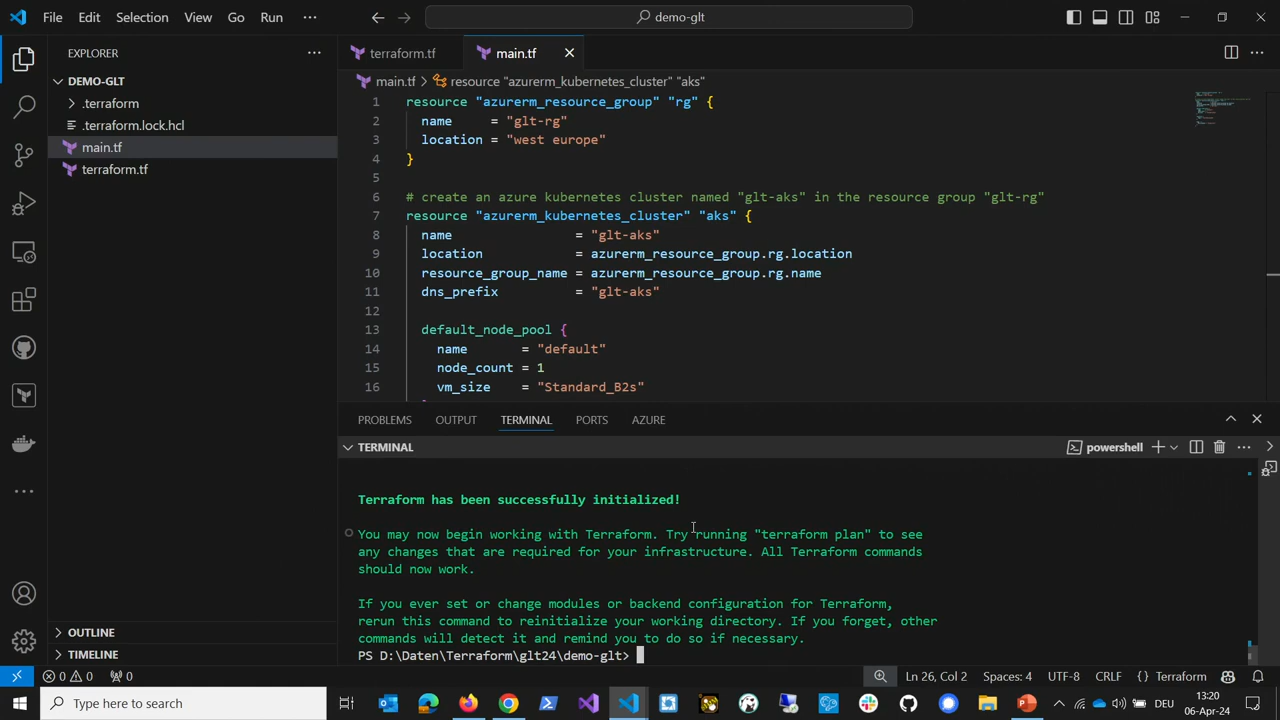 File Edit Selection View Go Run ··· demo-glt
EXPLORER ···
DEMO-GLT
.terraform
.terraform.lock.hcl
main.tf
terraform.tf
OUTLINE
TIMELINE
terraform.tf main.tf
main.tf > resource "azurerm_kubernetes_cluster" "aks"
1 resource "azurerm_resource_group" "rg" {
2 name = "glt-rg"
3 location = "west europe"
4 }
5
6 # create an azure kubernetes cluster named "glt-aks" in the resource group "glt-rg"
7 resource "azurerm_kubernetes_cluster" "aks" {
8 name = "glt-aks"
9 location = azurerm_resource_group.rg.location
10 resource_group_name = azurerm_resource_group.rg.name
11 dns_prefix = "glt-aks"
12
13 default_node_pool {
14 name = "default"
15 node_count = 1
16 vm_size = "Standard_B2s"
PROBLEMS OUTPUT TERMINAL PORTS AZURE
TERMINAL powershell
Terraform has been successfully initialized!
You may now begin working with Terraform. Try running "terraform plan" to see
any changes that are required for your infrastructure. All Terraform commands
should now work.
If you ever set or change modules or backend configuration for Terraform,
rerun this command to reinitialize your working directory. If you forget, other
commands will detect it and remind you to do so if necessary.
PS D:\Daten\Terraform\glt24\demo-glt>
0 0 0 Ln 26, Col 2 Spaces: 4 UTF-8 CRLF {} Terraform
Type here to search DEU 13:20
06-Apr-24